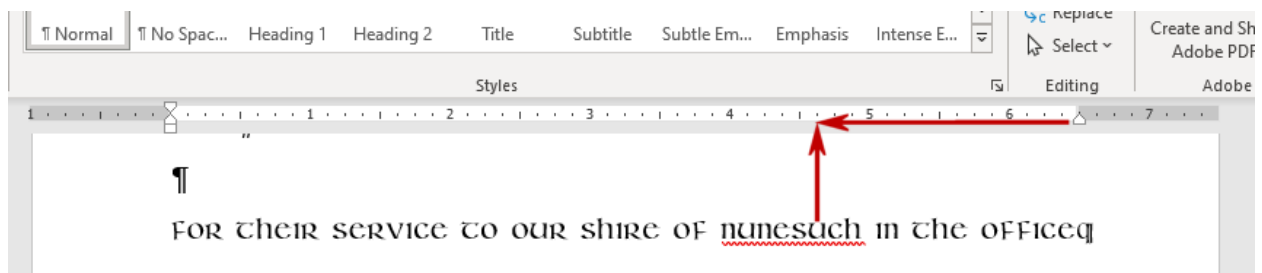 Replace
¶ Normal ¶ No Spac... Heading 1 Heading 2 Title Subtitle Subtle Em... Emphasis Intense E... Select Create and Sh
Adobe PDF
Styles Editing Adobe
1 1 2 3 4 5 6 7
¶
For their service to our shire of nunesuch in the office¶